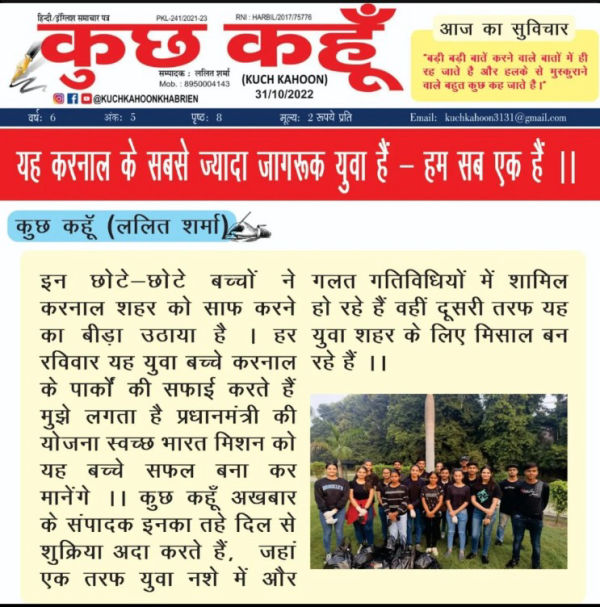 हिन्दी/इंग्लिश समाचार पत्र
PKL-241/2021-23
RNI : HARBIL/2017/75776
कुछ कहूँ
सम्पादक : ललित शर्मा
Mob. : 8950004143
(KUCH KAHOON)
31/10/2022
@KUCHKAHOONKHABRIEN
आज का सुविचार
"बड़ी बड़ी बातें करने वाले बातों में ही
रह जाते है और हलके से मुस्कुराने
वाले बहुत कुछ कह जाते है।"
वर्ष: 6 अंक: 5 पृष्ठ: 8 मूल्य: 2 रूपये प्रति Email: kuchkahoon3131@gmail.com
यह करनाल के सबसे ज्यादा जागरूक युवा हैं – हम सब एक हैं ।।
कुछ कहूँ (ललित शर्मा)
इन छोटे–छोटे बच्चों ने
करनाल शहर को साफ करने
का बीड़ा उठाया है । हर
रविवार यह युवा बच्चे करनाल
के पार्कों की सफाई करते हैं
मुझे लगता है प्रधानमंत्री की
योजना स्वच्छ भारत मिशन को
यह बच्चे सफल बना कर
मानेंगे ।। कुछ कहूँ अखबार
के संपादक इनका तहे दिल से
शुक्रिया अदा करते हैं, जहां
एक तरफ युवा नशे में और
गलत गतिविधियों में शामिल
हो रहे हैं वहीं दूसरी तरफ यह
युवा शहर के लिए मिसाल बन
रहे हैं ।।